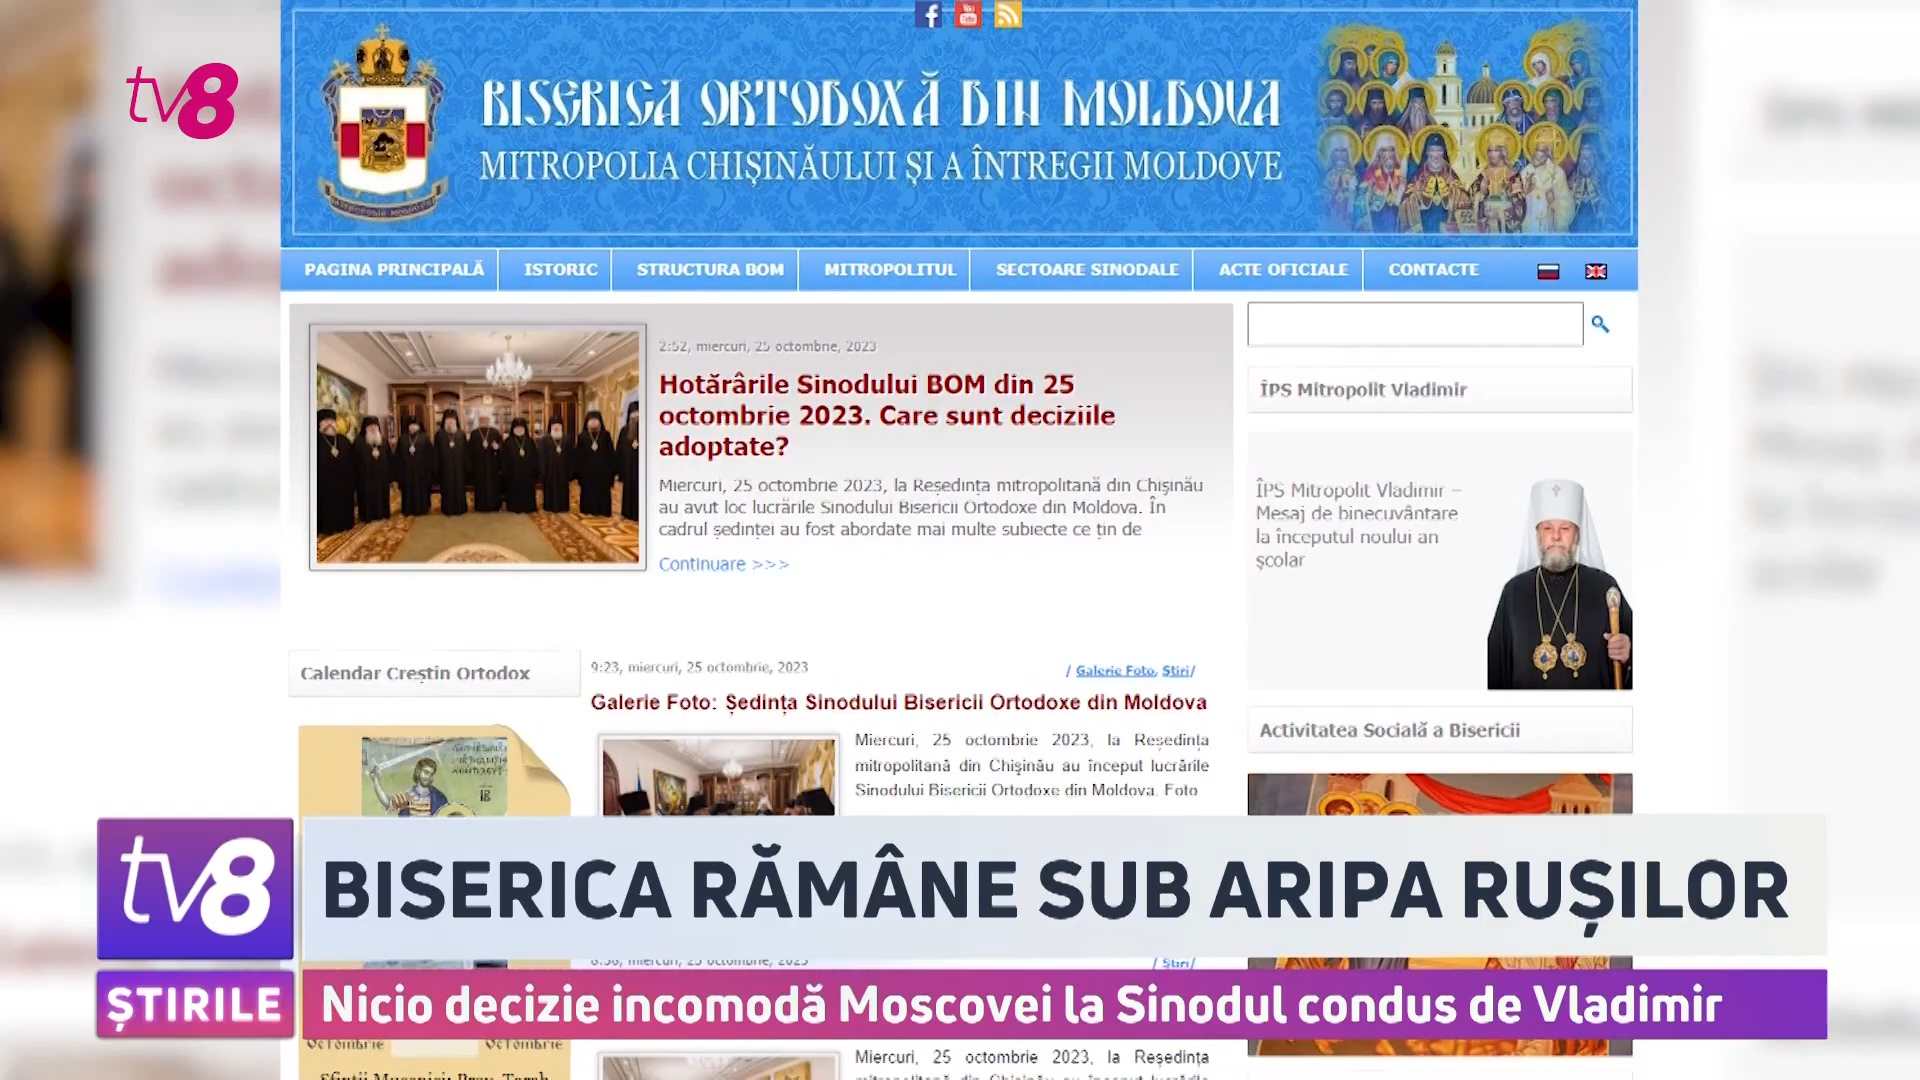 tv8
BISERICA ORTODOXĂ DIN MOLDOVA
MITROPOLIA CHIȘINĂULUI ȘI A ÎNTREGII MOLDOVE
PAGINA PRINCIPALĂ ISTORIC STRUCTURA BOM MITROPOLITUL SECTOARE SINODALE ACTE OFICIALE CONTACTE
2:52, miercuri, 25 octombrie, 2023
Hotărârile Sinodului BOM din 25
octombrie 2023. Care sunt deciziile
adoptate?
Miercuri, 25 octombrie 2023, la Reședința mitropolitană din Chişinău
au avut loc lucrările Sinodului Bisericii Ortodoxe din Moldova. În
cadrul ședinței au fost abordate mai multe subiecte ce țin de
Continuare >>>
ÎPS Mitropolit Vladimir
ÎPS Mitropolit Vladimir –
Mesaj de binecuvântare
la începutul noului an
școlar
Activitatea Socială a Bisericii
Calendar Creștin Ortodox
9:23, miercuri, 25 octombrie, 2023
/ Galerie Foto, Știri/
Galerie Foto: Ședința Sinodului Bisericii Ortodoxe din Moldova
Miercuri, 25 octombrie 2023, la Reședința
mitropolitană din Chişinău au început lucrările
Sinodului Bisericii Ortodoxe din Moldova. Foto
tv8
BISERICA RĂMÂNE SUB ARIPA RUȘILOR
/ Știri/
ȘTIRILE
Nicio decizie incomodă Moscovei la Sinodul condus de Vladimir
Octombrie Octombrie
Miercuri, 25 octombrie 2023, la Reședința